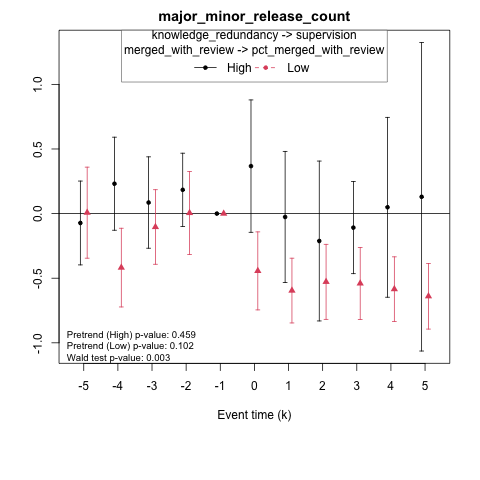 major_minor_release_count
knowledge_redundancy -> supervision
merged_with_review -> pct_merged_with_review
High Low
1.0
0.5
0.0
-0.5
-1.0
Pretrend (High) p-value: 0.459
Pretrend (Low) p-value: 0.102
Wald test p-value: 0.003
-5 -4 -3 -2 -1 0 1 2 3 4 5
Event time (k)